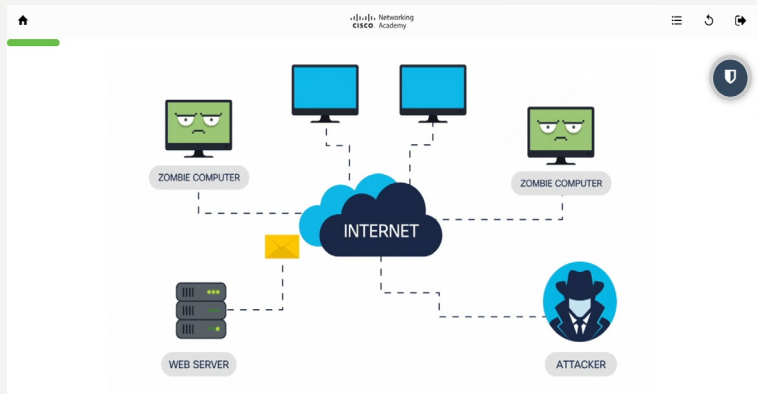 Networking
CISCO Academy
ZOMBIE COMPUTER
ZOMBIE COMPUTER
INTERNET
WEB SERVER
ATTACKER